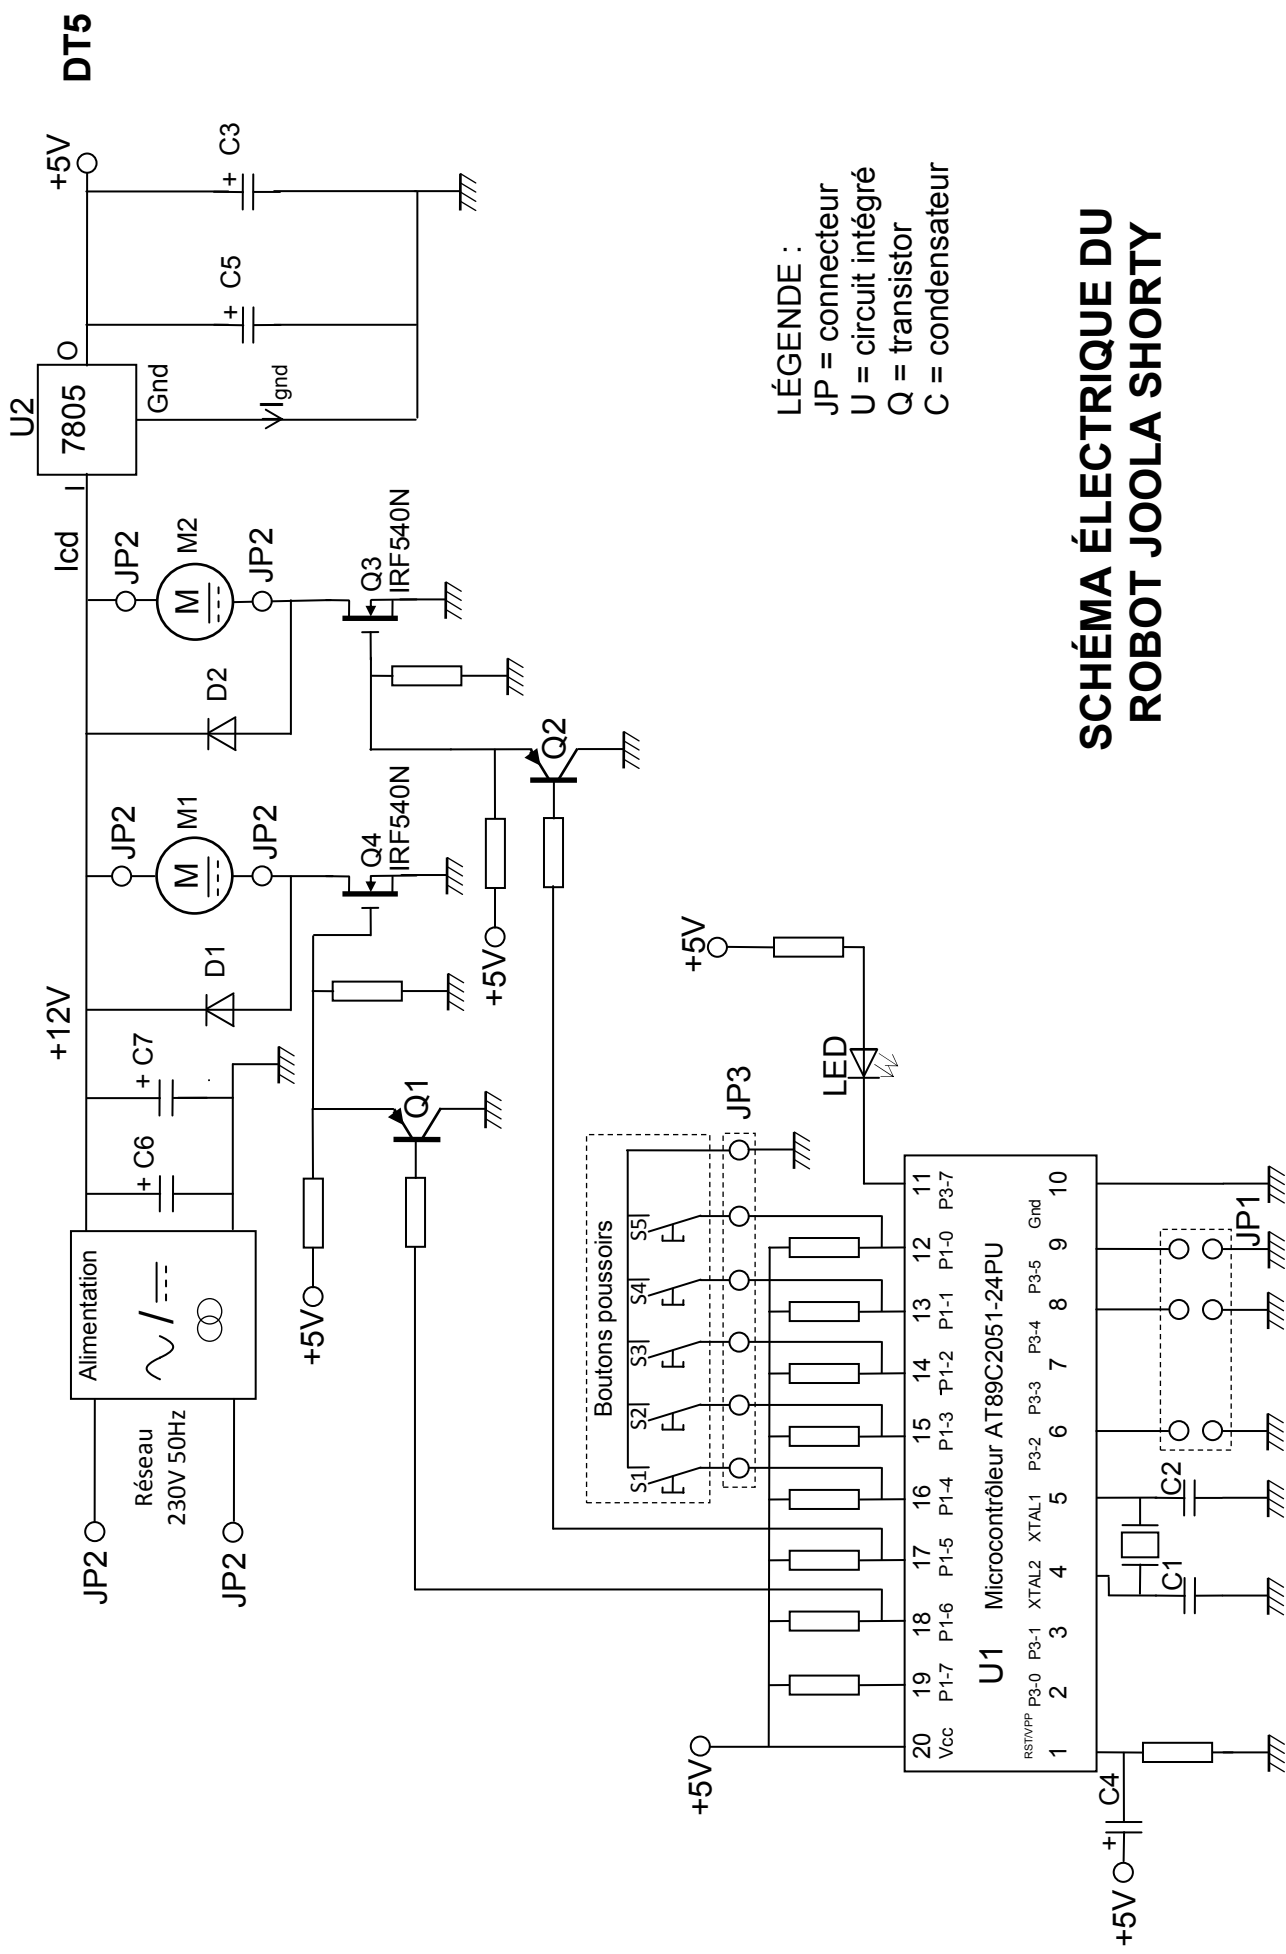 DT5
U2
7805
I
O
Gnd
Ignd
+5V
+ C5
+ C3
Icd
+12V
JP2
M
M2
JP2
D2
Q3
IRF540N
JP2
M
M1
JP2
D1
Q4
IRF540N
+ C6
+ C7
Alimentation
JP2
Réseau
230V 50Hz
JP2
+5V
Q1
+5V
Q2
LÉGENDE :
JP = connecteur
U = circuit intégré
Q = transistor
C = condensateur
Boutons poussoirs
S1
S2
S3
S4
S5
JP3
+5V
LED
+5V
20 19 18 17 16 15 14 13 12 11
Vcc P1-7 P1-6 P1-5 P1-4 P1-3 P1-2 P1-1 P1-0 P3-7
U1 Microcontrôleur AT89C2051-24PU
RST/VPP P3-0 P3-1 XTAL2 XTAL1 P3-2 P3-3 P3-4 P3-5 Gnd
1 2 3 4 5 6 7 8 9 10
+5V
+
C4
C1
C2
JP1
SCHÉMA ÉLECTRIQUE DU
ROBOT JOOLA SHORTY